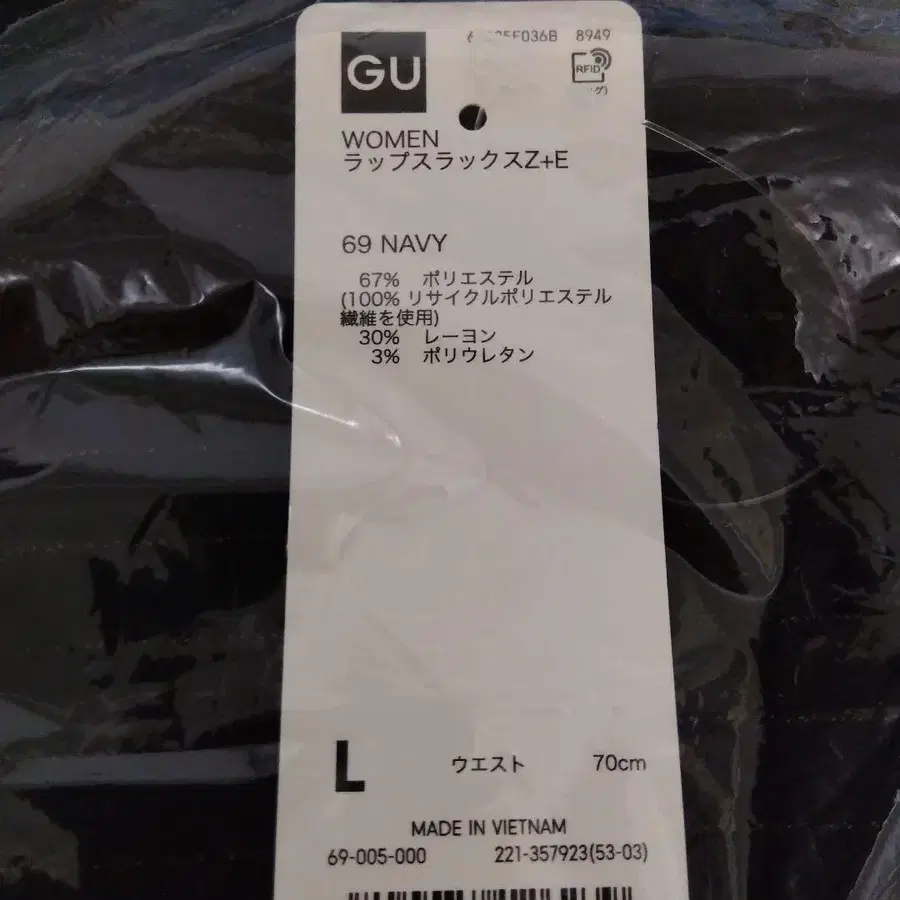 8949
GU
RFID
WOMEN
ラップスラックスZ+E
69 NAVY
67% ポリエステル
(100% リサイクルポリエステル
繊維を使用)
30% レーヨン
3% ポリウレタン
L ウエスト 70cm
MADE IN VIETNAM
69-005-000 221-357923(53-03)